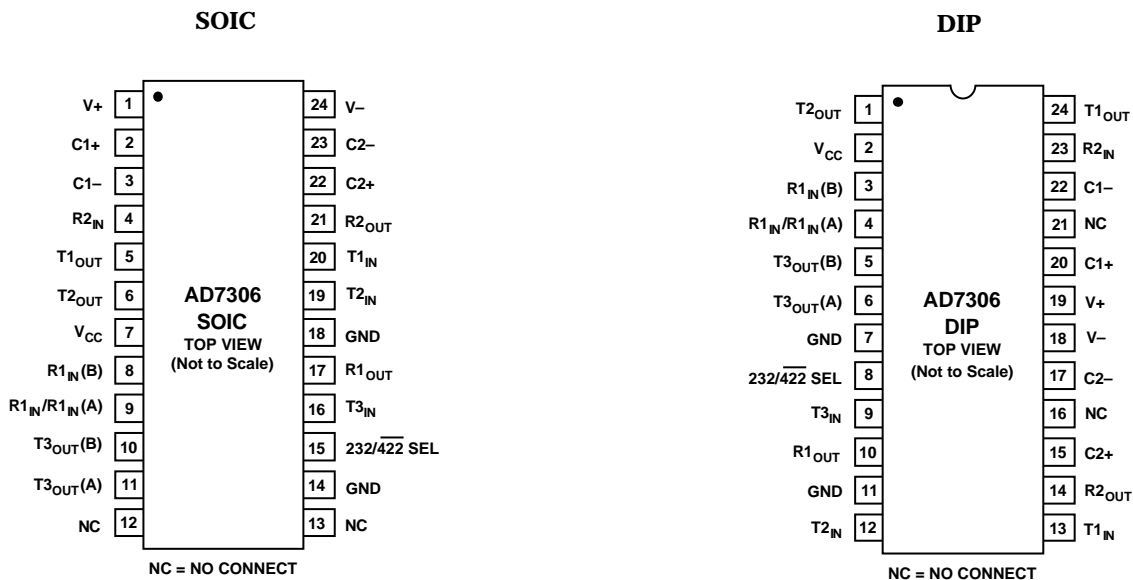 SOIC
V+ 1 24 V–
C1+ 2 23 C2–
C1– 3 22 C2+
R2IN 4 21 R2OUT
T1OUT 5 20 T1IN
T2OUT 6 19 T2IN
VCC 7 18 GND
R1IN(B) 8 17 R1OUT
R1IN/R1IN(A) 9 16 T3IN
T3OUT(B) 10 15 232/4̅2̅2̅ SEL
T3OUT(A) 11 14 GND
NC 12 13 NC
AD7306
SOIC
TOP VIEW
(Not to Scale)
NC = NO CONNECT
DIP
T2OUT 1 24 T1OUT
VCC 2 23 R2IN
R1IN(B) 3 22 C1–
R1IN/R1IN(A) 4 21 NC
T3OUT(B) 5 20 C1+
T3OUT(A) 6 19 V+
GND 7 18 V–
232/4̅2̅2̅ SEL 8 17 C2–
T3IN 9 16 NC
R1OUT 10 15 C2+
GND 11 14 R2OUT
T2IN 12 13 T1IN
AD7306
DIP
TOP VIEW
(Not to Scale)
NC = NO CONNECT